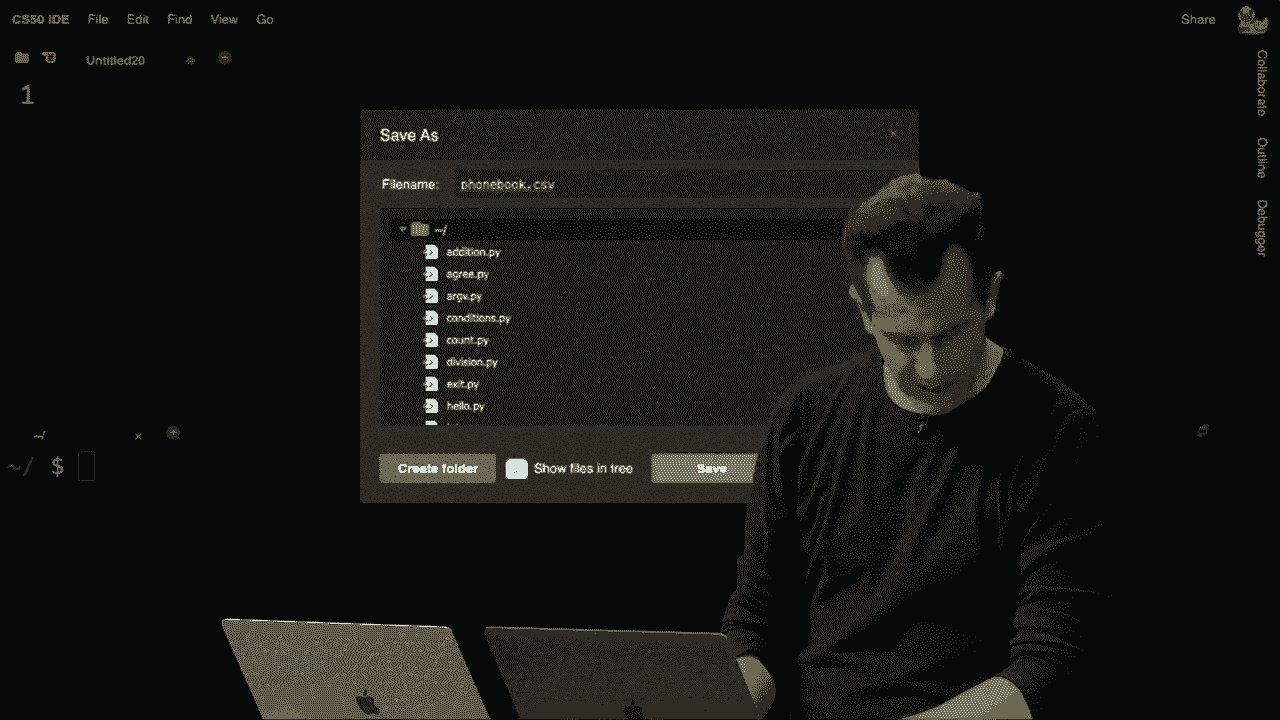 CS50 IDE File Edit Find View Go Share
Untitled20
1
Collaborate
Outline
Debugger
Save As
Filename: phonebook.csv
~/
addition.py
agree.py
argv.py
conditions.py
count.py
division.py
exit.py
hello.py
Create folder Show files in tree Save
~/
~/ $